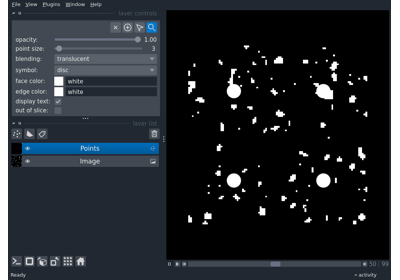 File View Plugins Window Help
layer controls
opacity: 1.00
point size: 3
blending: translucent
symbol: disc
face color: white
edge color: white
display text:
out of slice:
layer list
Points
Image
50 99
Ready
activity